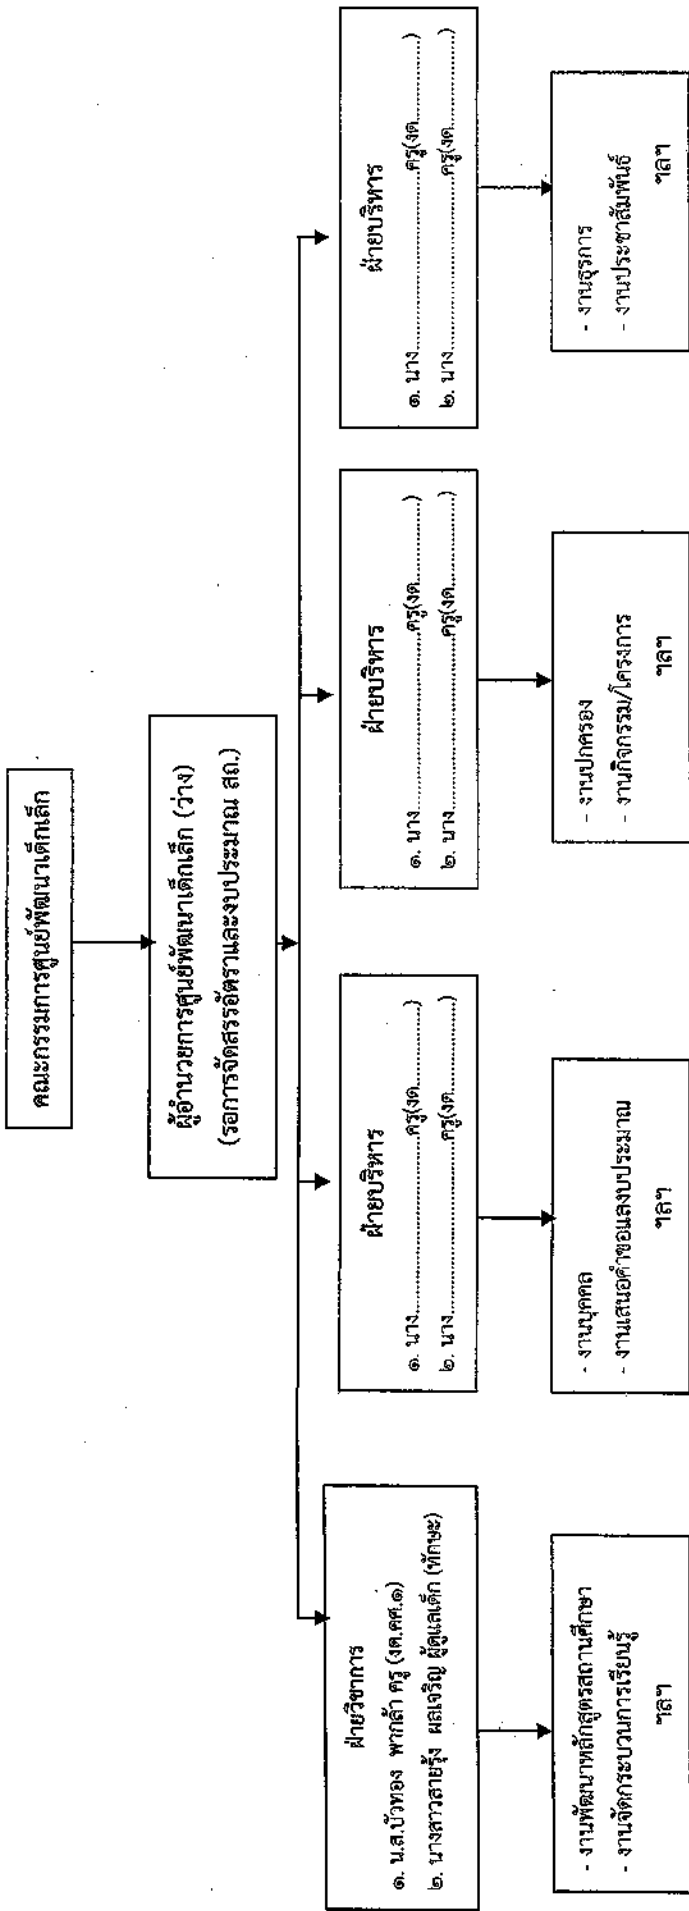 คณะกรรมการศูนย์พัฒนาเด็กเล็ก
ผู้อำนวยการศูนย์พัฒนาเด็กเล็ก (ว่าง)
(รอการจัดสรรอัตราและงบประมาณ สถ.)
ฝ่ายวิชาการ
๑. น.ส.บัวทอง พากล้า ครู (งด.คศ.๑)
๒. นางสาวสายรุ้ง ผลเจริญ ผู้ดูแลเด็ก (ทักษะ)
ฝ่ายบริหาร
๑. นาง..............................ครู(งด............)
๒. นาง..............................ครู(งด............)
ฝ่ายบริหาร
๑. นาง..............................ครู(งด............)
๒. นาง..............................ครู(งด............)
ฝ่ายบริหาร
๑. นาง..............................ครู(งด............)
๒. นาง..............................ครู(งด............)
- งานพัฒนาหลักสูตรสถานศึกษา
- งานจัดกระบวนการเรียนรู้
ฯลฯ
- งานบุคคล
- งานเสนอคำขอแลงบประมาณ
ฯลฯ
- งานปกครอง
- งานกิจกรรม/โครงการ
ฯลฯ
- งานธุรการ
- งานประชาสัมพันธ์
ฯลฯ